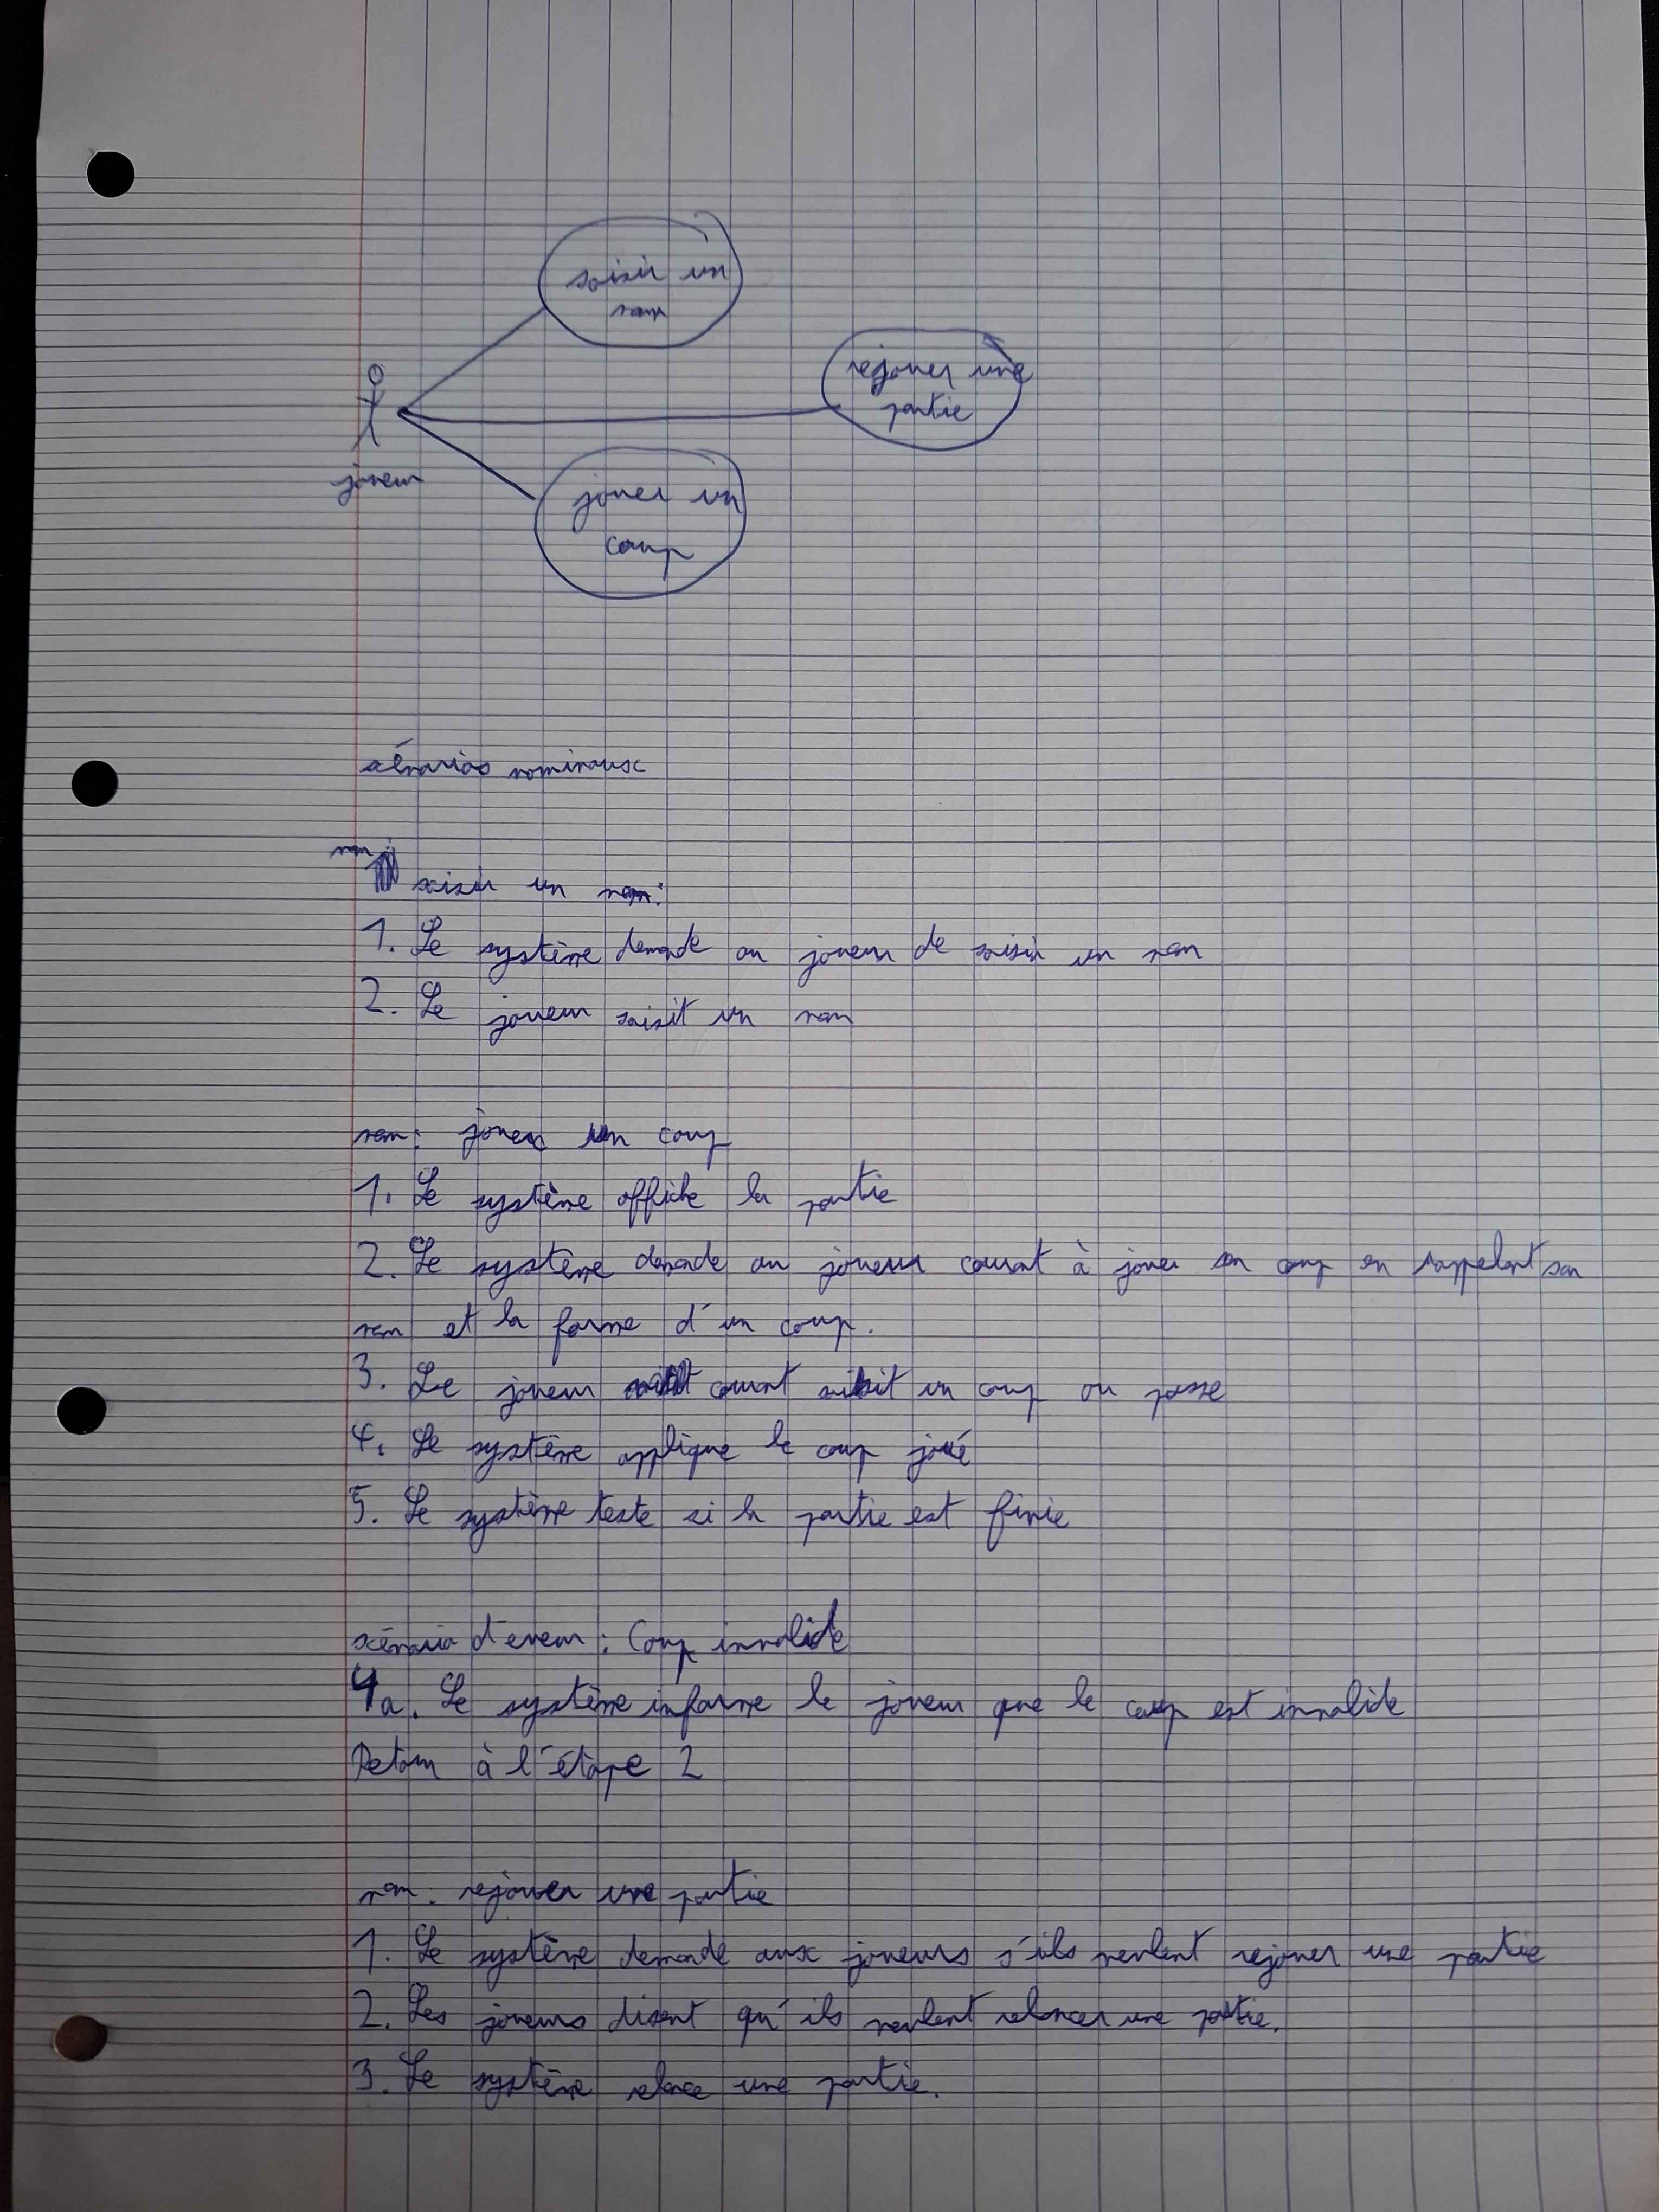 saisir un
nom
rejouer une
partie
joueur
jouer un
coup
scénarios nominaux
nom :
saisir un nom :
1. Le système demande au joueur de saisir un nom
2. Le joueur saisit un nom
nom : jouer un coup
1. Le système affiche la partie
2. Le système demande au joueur courant à jouer son coup en rappelant son
nom et la forme d'un coup.
3. Le joueur courant saisit un coup ou passe
4. Le système applique le coup joué
5. Le système teste si la partie est finie
scénario d'erreur : Coup invalide
4a. Le système informe le joueur que le coup est invalide
Retour à l'étape 2
nom : rejouer une partie
1. Le système demande aux joueurs s'ils veulent rejouer une partie
2. Les joueurs disent qu'ils veulent relancer une partie.
3. Le système relance une partie.